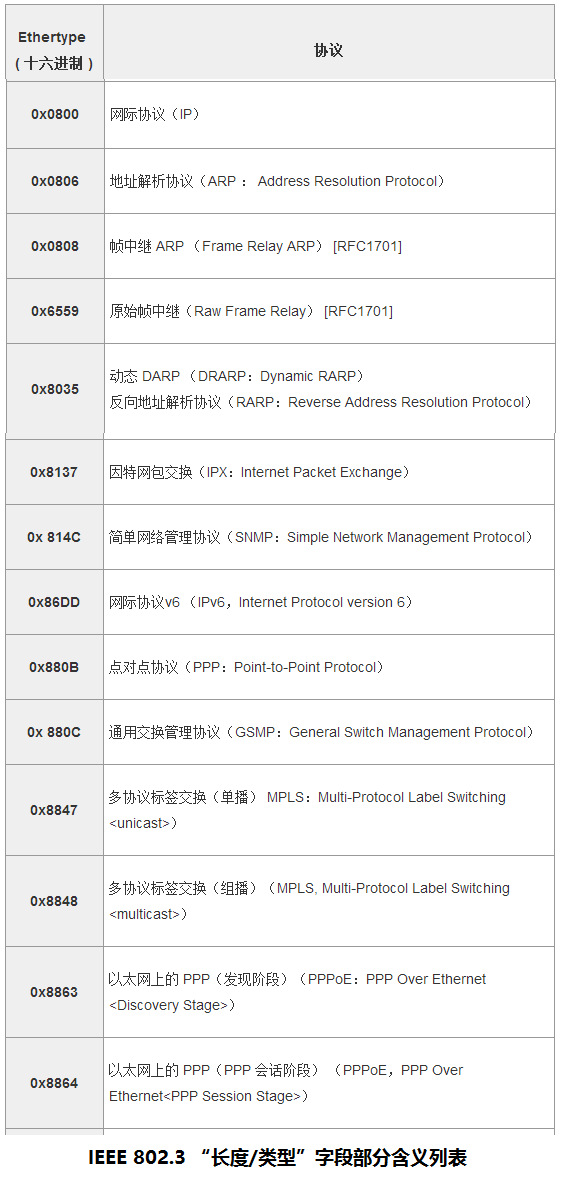 Ethertype
(十六进制)
协议
0x0800
网际协议（IP）
0x0806
地址解析协议（ARP ： Address Resolution Protocol）
0x0808
帧中继 ARP （Frame Relay ARP） [RFC1701]
0x6559
原始帧中继（Raw Frame Relay） [RFC1701]
0x8035
动态 DARP （DRARP：Dynamic RARP）
反向地址解析协议（RARP：Reverse Address Resolution Protocol）
0x8137
因特网包交换（IPX：Internet Packet Exchange）
0x 814C
简单网络管理协议（SNMP：Simple Network Management Protocol）
0x86DD
网际协议v6 （IPv6，Internet Protocol version 6）
0x880B
点对点协议（PPP：Point-to-Point Protocol）
0x 880C
通用交换管理协议（GSMP：General Switch Management Protocol）
0x8847
多协议标签交换（单播） MPLS：Multi-Protocol Label Switching
<unicast>）
0x8848
多协议标签交换（组播）（MPLS, Multi-Protocol Label Switching
<multicast>）
0x8863
以太网上的 PPP（发现阶段）（PPPoE：PPP Over Ethernet
<Discovery Stage>）
0x8864
以太网上的 PPP（PPP 会话阶段） （PPPoE，PPP Over
Ethernet<PPP Session Stage>）
IEEE 802.3 “长度/类型”字段部分含义列表